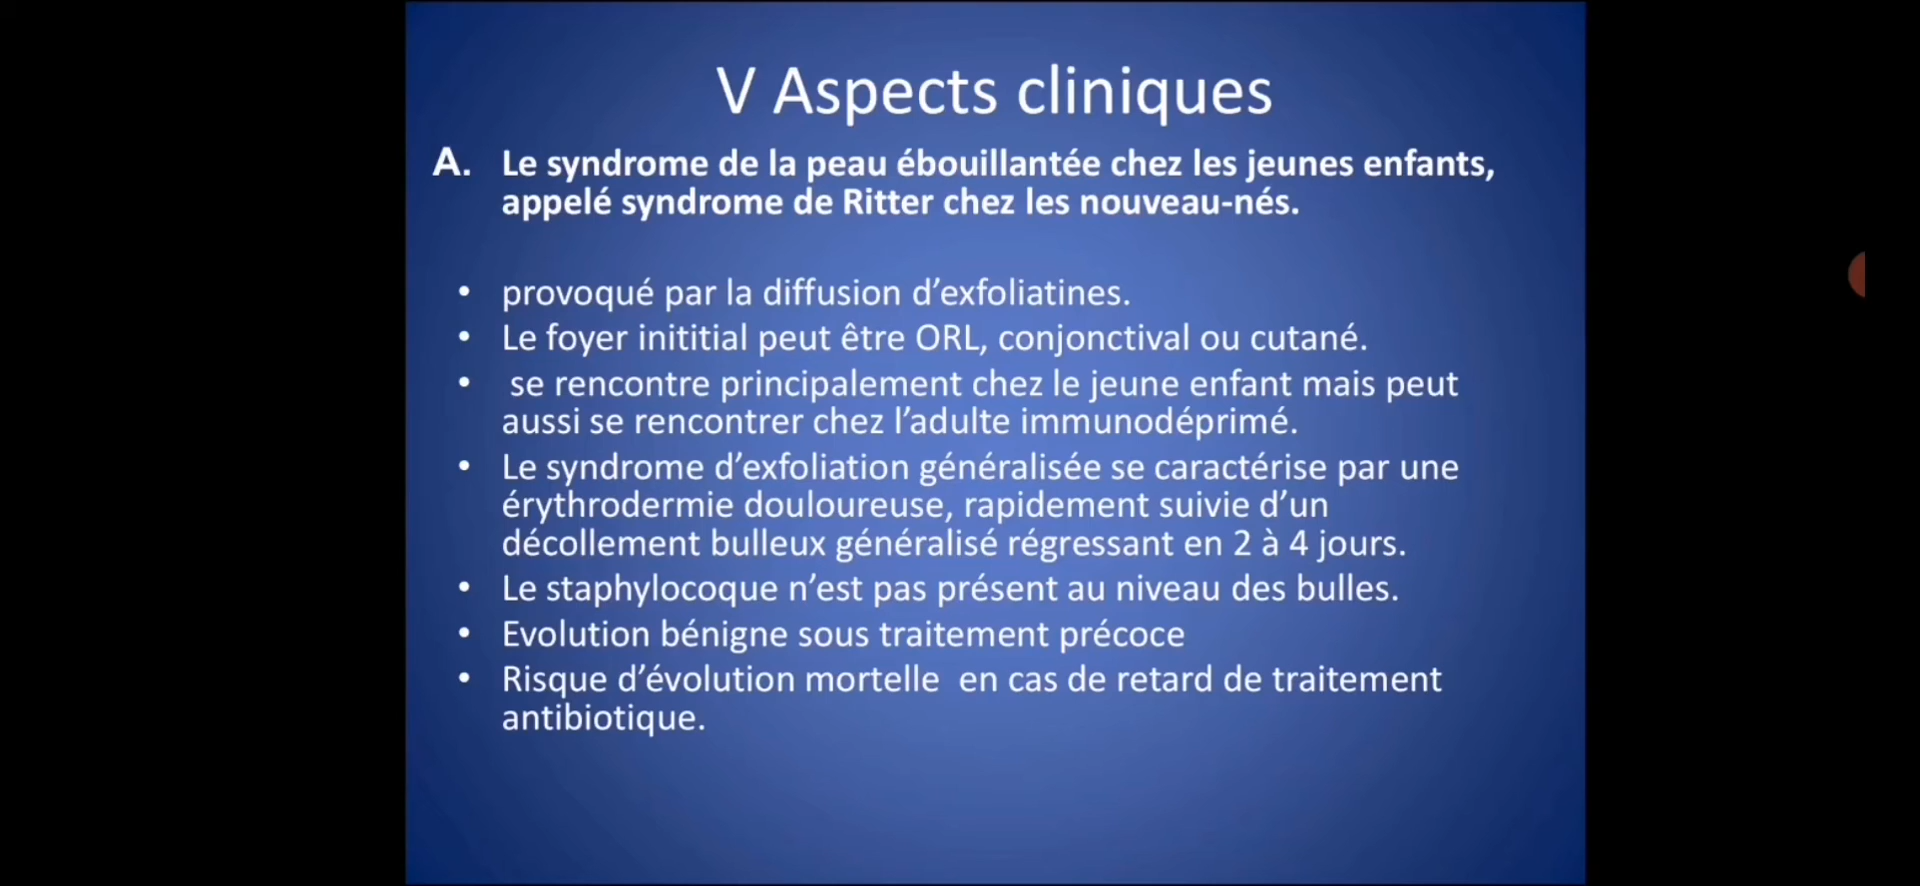 V Aspects cliniques
A. Le syndrome de la peau ébouillantée chez les jeunes enfants,
appelé syndrome de Ritter chez les nouveau-nés.
• provoqué par la diffusion d’exfoliatines.
• Le foyer inititial peut être ORL, conjonctival ou cutané.
• se rencontre principalement chez le jeune enfant mais peut
aussi se rencontrer chez l’adulte immunodéprimé.
• Le syndrome d’exfoliation généralisée se caractérise par une
érythrodermie douloureuse, rapidement suivie d’un
décollement bulleux généralisé régressant en 2 à 4 jours.
• Le staphylocoque n’est pas présent au niveau des bulles.
• Evolution bénigne sous traitement précoce
• Risque d’évolution mortelle en cas de retard de traitement
antibiotique.